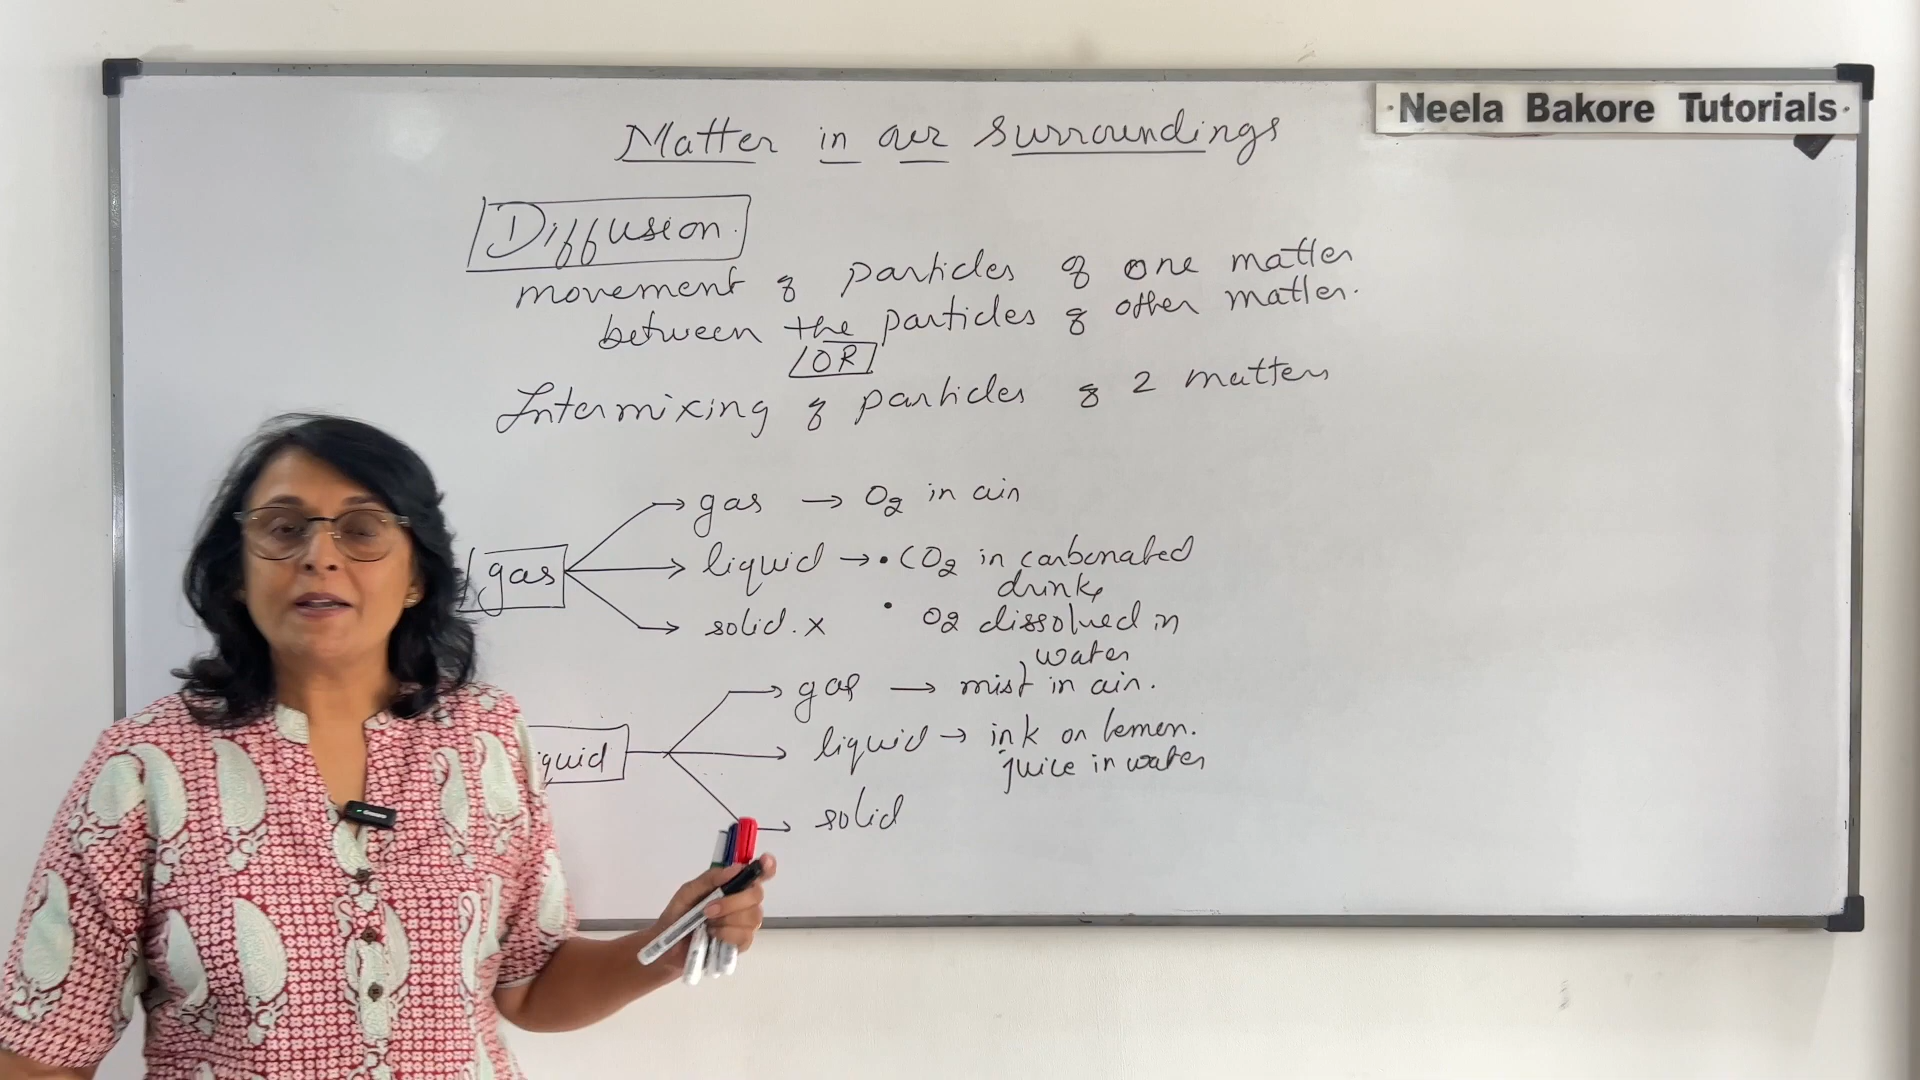 Neela Bakore Tutorials
Matter in our surroundings
Diffusion.
movement of particles of one matter
between the particles of other matter.
OR
Intermixing of particles of 2 matters
gas → O2 in air
gas
liquid → • CO2 in carbonated
drinks
solid. x • O2 dissolved in
water
gas → mist in air.
liquid → ink or lemon.
juice in water
quid
solid